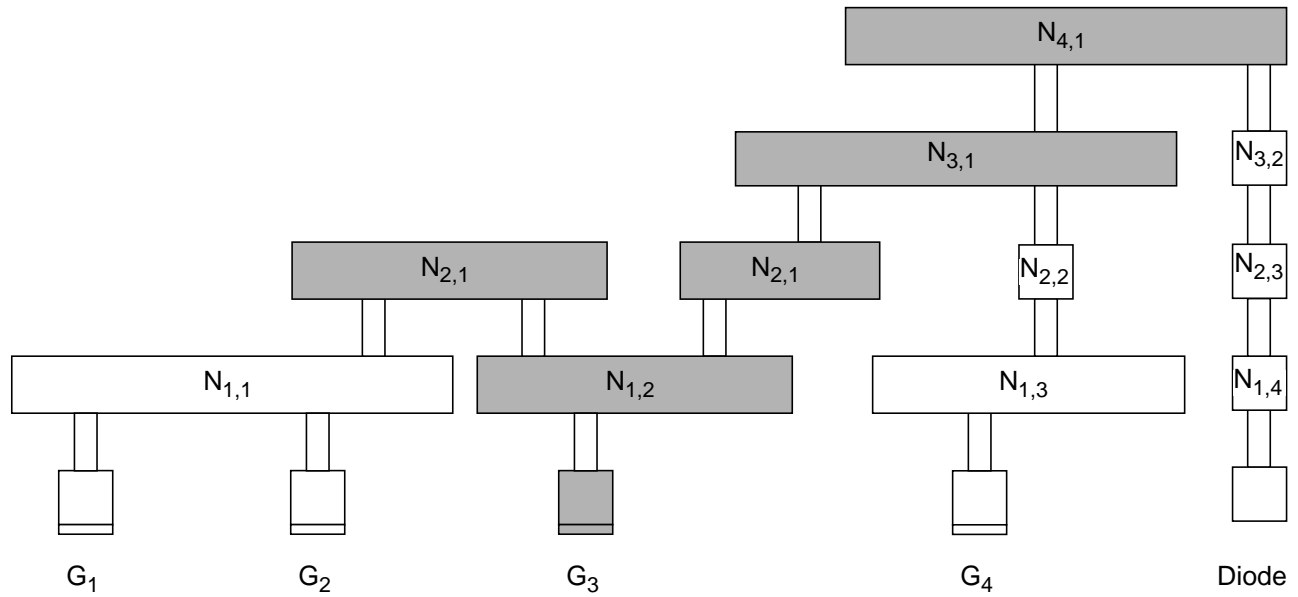 N4,1
N3,1
N3,2
N2,1
N2,1
N2,2
N2,3
N1,1
N1,2
N1,3
N1,4
G1
G2
G3
G4
Diode